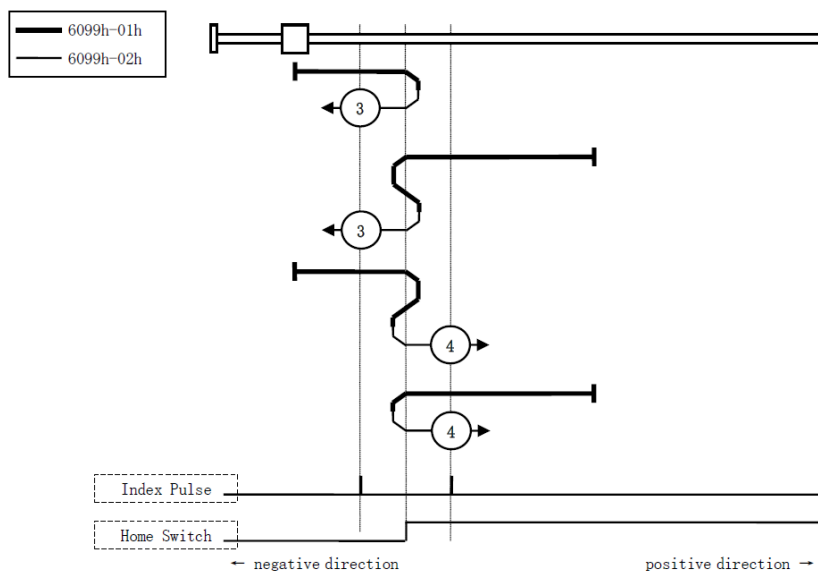 6099h-01h
6099h-02h
3
3
4
4
Index Pulse
Home Switch
← negative direction
positive direction →